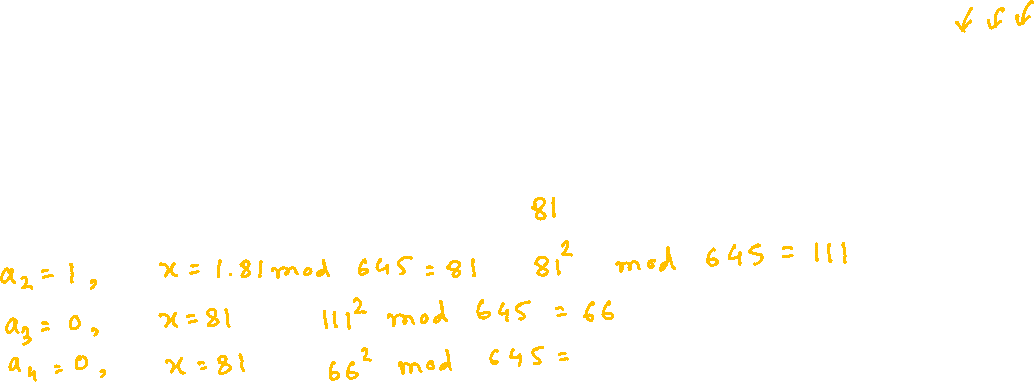 81
a₂ = 1, x = 1.81 mod 645 = 81 81² mod 645 = 111
a₃ = 0, x = 81 111² mod 645 = 66
a₄ = 0, x = 81 66² mod 645 =